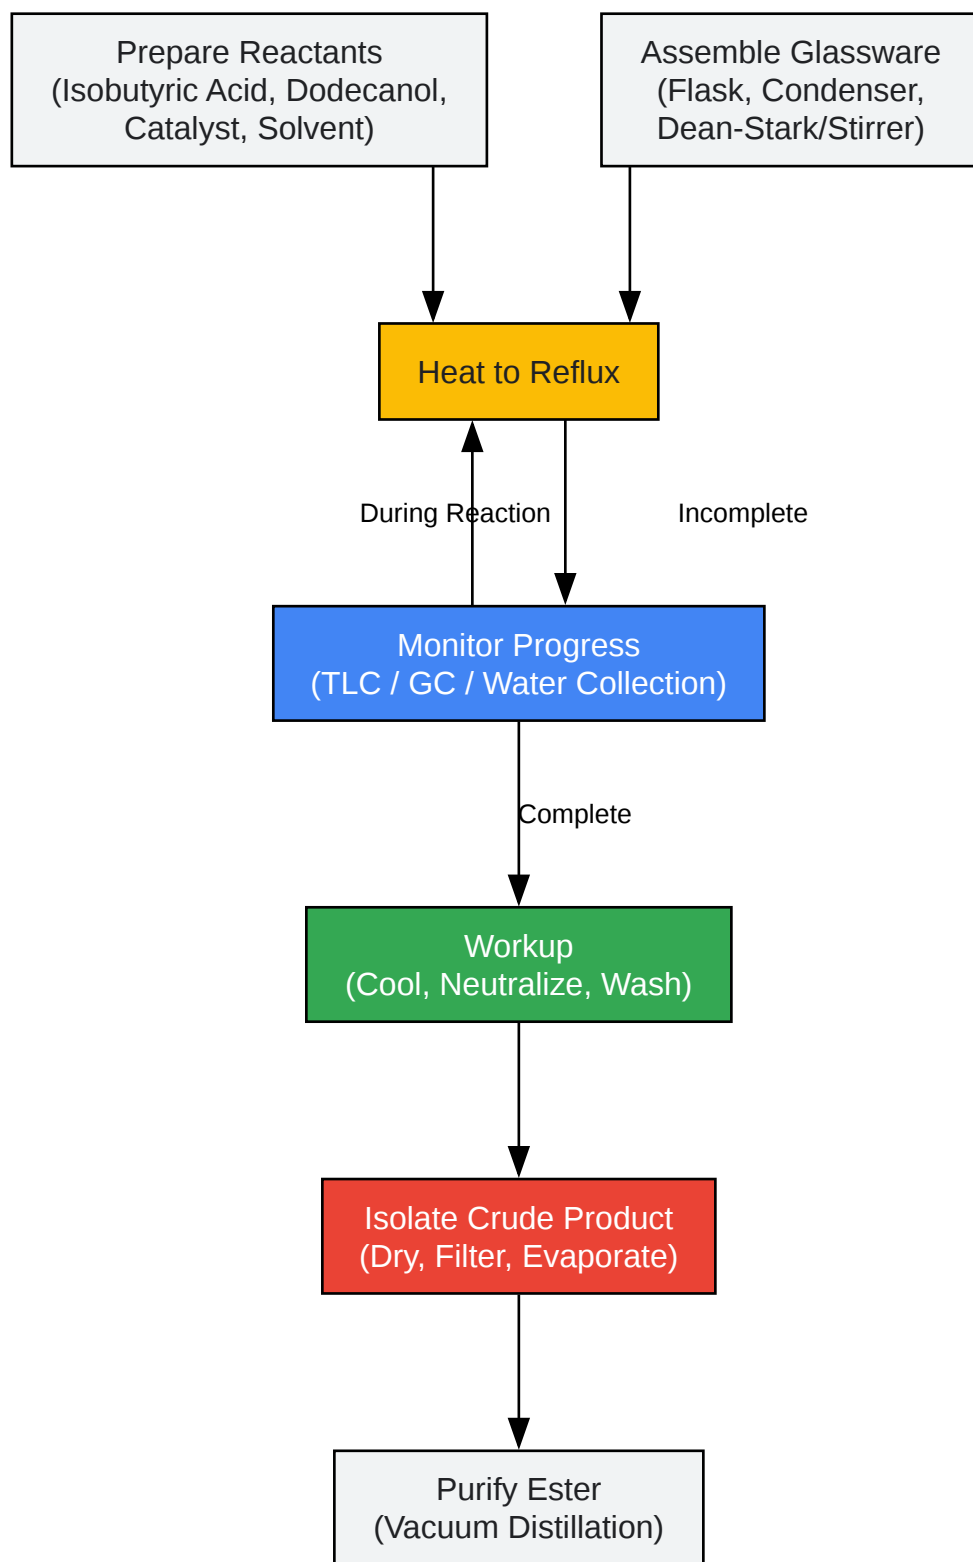 Prepare Reactants
(Isobutyric Acid, Dodecanol,
Catalyst, Solvent)
Assemble Glassware
(Flask, Condenser,
Dean-Stark/Stirrer)
Heat to Reflux
During Reaction
Incomplete
Monitor Progress
(TLC / GC / Water Collection)
Complete
Workup
(Cool, Neutralize, Wash)
Isolate Crude Product
(Dry, Filter, Evaporate)
Purify Ester
(Vacuum Distillation)